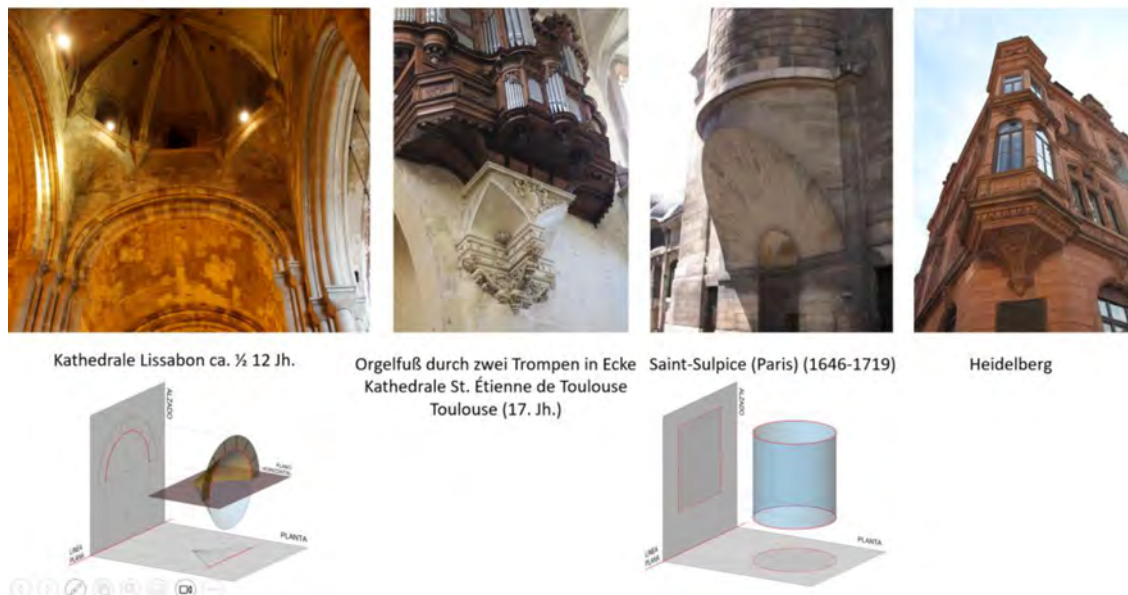 Kathedrale Lissabon ca. ½ 12 Jh.
Orgelfuß durch zwei Trompen in Ecke
Kathedrale St. Étienne de Toulouse
Toulouse (17. Jh.)
Saint-Sulpice (Paris) (1646-1719)
Heidelberg
ALZADO
PLANO
HORIZONTAL
PLANTA
LINEA
PLANA
ALZADO
PLANTA
LINEA
PLANA